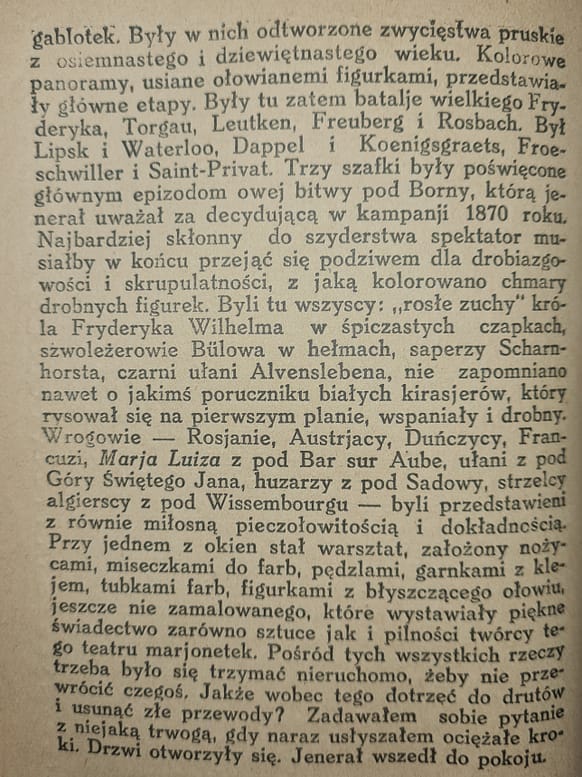 gablotek. Były w nich odtworzone zwycięstwa pruskie
z osiemnastego i dziewiętnastego wieku. Kolorowe
panoramy, usiane ołowianemi figurkami, przedstawia-
ły główne etapy. Były tu zatem batalje wielkiego Fry-
deryka, Torgau, Leutken, Freuberg i Rosbach. Był
Lipsk i Waterloo, Dappel i Koenigsgraets, Froe-
schwiller i Saint-Privat. Trzy szafki były poświęcone
głównym epizodom owej bitwy pod Borny, którą je-
nerał uważał za decydującą w kampanji 1870 roku.
Najbardziej skłonny do szyderstwa spektator mu-
siałby w końcu przejąć się podziwem dla drobiazgo-
wości i skrupulatności, z jaką kolorowano chmary
drobnych figurek. Byli tu wszyscy: „rosłe zuchy" kró-
la Fryderyka Wilhelma w śpiczastych czapkach,
szwoleżerowie Bülowa w hełmach, saperzy Scharn-
horsta, czarni ułani Alvenslebena, nie zapomniano
nawet o jakimś poruczniku białych kirasjerów, który
rysował się na pierwszym planie, wspaniały i drobny.
Wrogowie — Rosjanie, Austrjacy, Duńczycy, Fran-
cuzi, Marja Luiza z pod Bar sur Aube, ułani z pod
Góry Świętego Jana, huzarzy z pod Sadowy, strzelcy
algierscy z pod Wissembourgu — byli przedstawieni
z równie miłosną pieczołowitością i dokładnością.
Przy jednem z okien stał warsztat, założony noży-
cami, miseczkami do farb, pędzlami, garnkami z kle-
jem, tubkami farb, figurkami z błyszczącego ołowiu,
jeszcze nie zamalowanego, które wystawiały piękne
świadectwo zarówno sztuce jak i pilności twórcy te-
go teatru marjonetek. Pośród tych wszystkich rzeczy
trzeba było się trzymać nieruchomo, żeby nie prze-
wrócić czegoś. Jakże wobec tego dotrzęć do drutów
i usunąć złe przewody? Zadawałem sobie pytanie
z niejaką trwogą, gdy naraz usłyszałem ociężałe kro-
ki. Drzwi otworzyły się. Jenerał wszedł do pokoju.